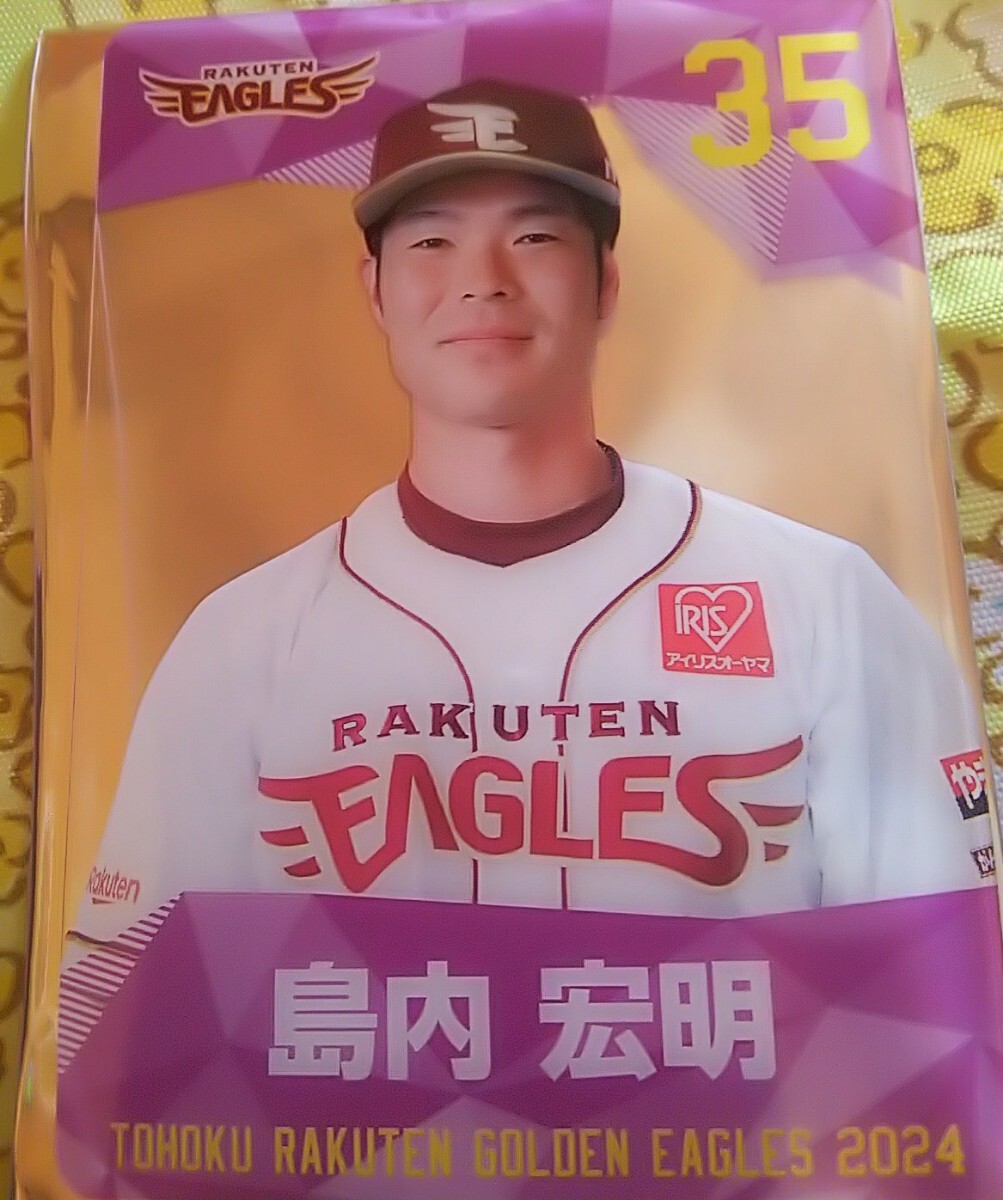 RAKUTEN
EAGLES
35
IRIS
アイリスオーヤマ
RAKUTEN
EAGLES
Rakuten
島内 宏明
TOHOKU RAKUTEN GOLDEN EAGLES 2024